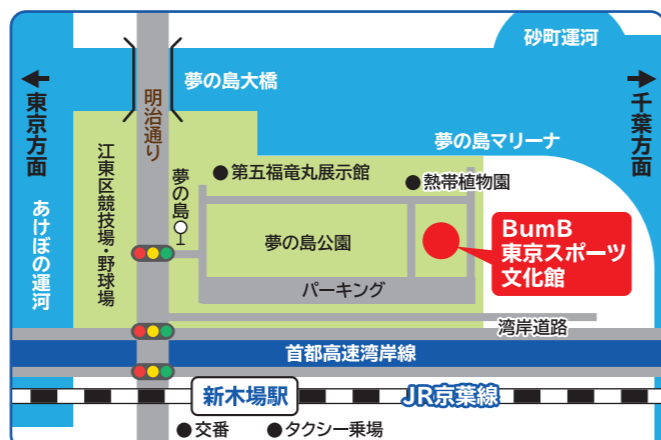 砂町運河
夢の島大橋
東京方面
千葉方面
明治通り
夢の島マリーナ
江東区競技場・野球場
夢の島
●第五福竜丸展示館
●熱帯植物園
あけぼの運河
夢の島公園
BumB
東京スポーツ
文化館
パーキング
湾岸道路
首都高速湾岸線
新木場駅
JR京葉線
●交番
●タクシー乗場